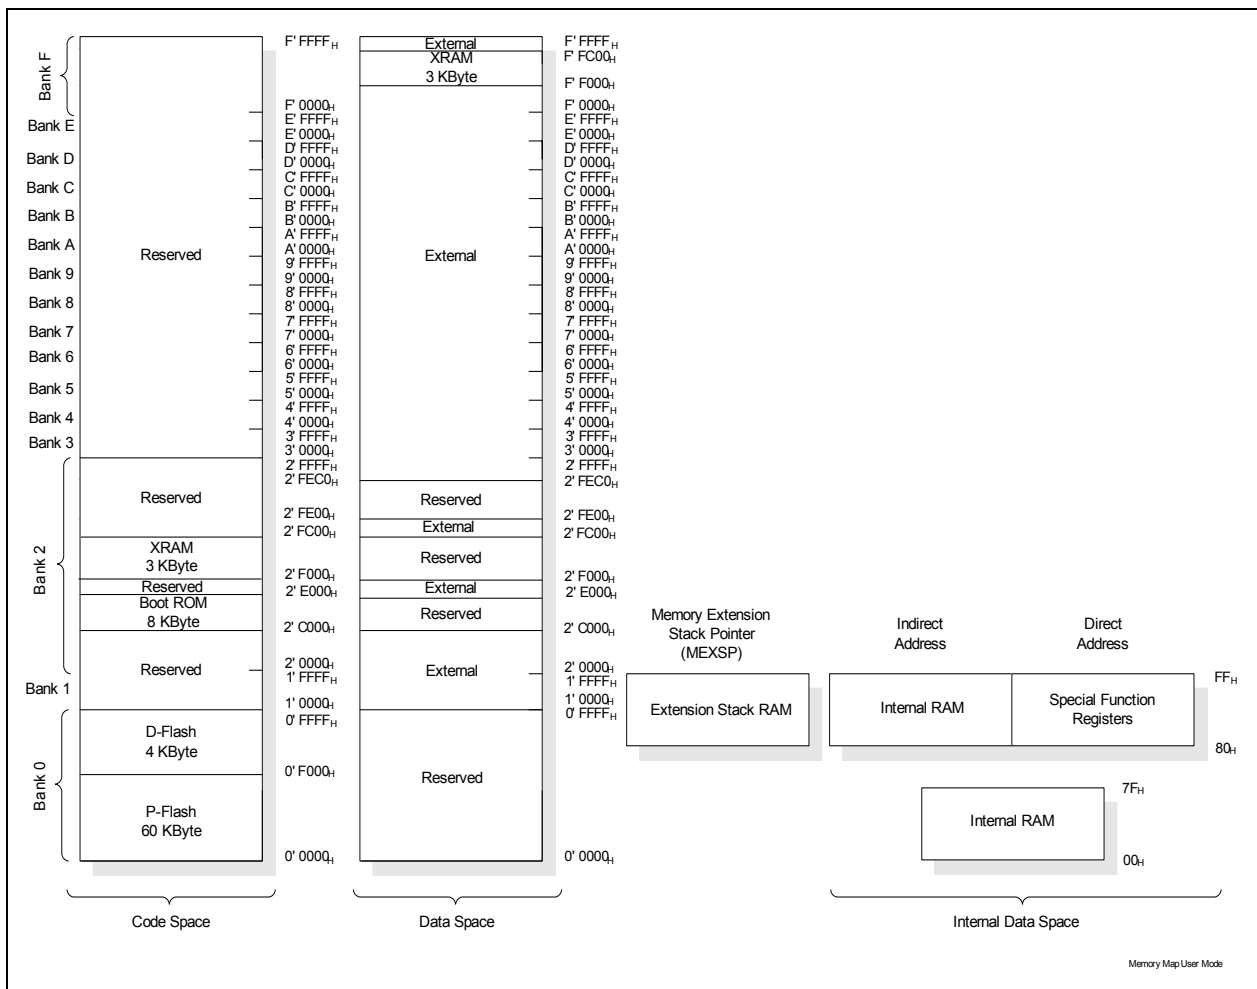 Bank F
Bank E
Bank D
Bank C
Bank B
Bank A
Bank 9
Bank 8
Bank 7
Bank 6
Bank 5
Bank 4
Bank 3
Bank 2
Bank 1
Bank 0
Reserved
Reserved
XRAM
3 KByte
Reserved
Boot ROM
8 KByte
Reserved
D-Flash
4 KByte
P-Flash
60 KByte
Code Space
F' FFFFH
F' 0000H
E' FFFFH
E' 0000H
D' FFFFH
D' 0000H
C' FFFFH
C' 0000H
B' FFFFH
B' 0000H
A' FFFFH
A' 0000H
9' FFFFH
9' 0000H
8' FFFFH
8' 0000H
7' FFFFH
7' 0000H
6' FFFFH
6' 0000H
5' FFFFH
5' 0000H
4' FFFFH
4' 0000H
3' FFFFH
3' 0000H
2' FFFFH
2' FEC0H
2' FE00H
2' FC00H
2' F000H
2' E000H
2' C000H
2' 0000H
1' FFFFH
1' 0000H
0' FFFFH
0' F000H
0' 0000H
External
XRAM
3 KByte
External
Reserved
External
Reserved
External
Reserved
External
Reserved
Data Space
F' FFFFH
F' FC00H
F' F000H
F' 0000H
E' FFFFH
E' 0000H
D' FFFFH
D' 0000H
C' FFFFH
C' 0000H
B' FFFFH
B' 0000H
A' FFFFH
A' 0000H
9' FFFFH
9' 0000H
8' FFFFH
8' 0000H
7' FFFFH
7' 0000H
6' FFFFH
6' 0000H
5' FFFFH
5' 0000H
4' FFFFH
4' 0000H
3' FFFFH
3' 0000H
2' FFFFH
2' FEC0H
2' FE00H
2' FC00H
2' F000H
2' E000H
2' C000H
2' 0000H
1' FFFFH
1' 0000H
0' FFFFH
0' 0000H
Memory Extension
Stack Pointer
(MEXSP)
Extension Stack RAM
Indirect
Address
Direct
Address
Internal RAM
Special Function
Registers
FFH
80H
7FH
Internal RAM
00H
Internal Data Space
Memory Map User Mode